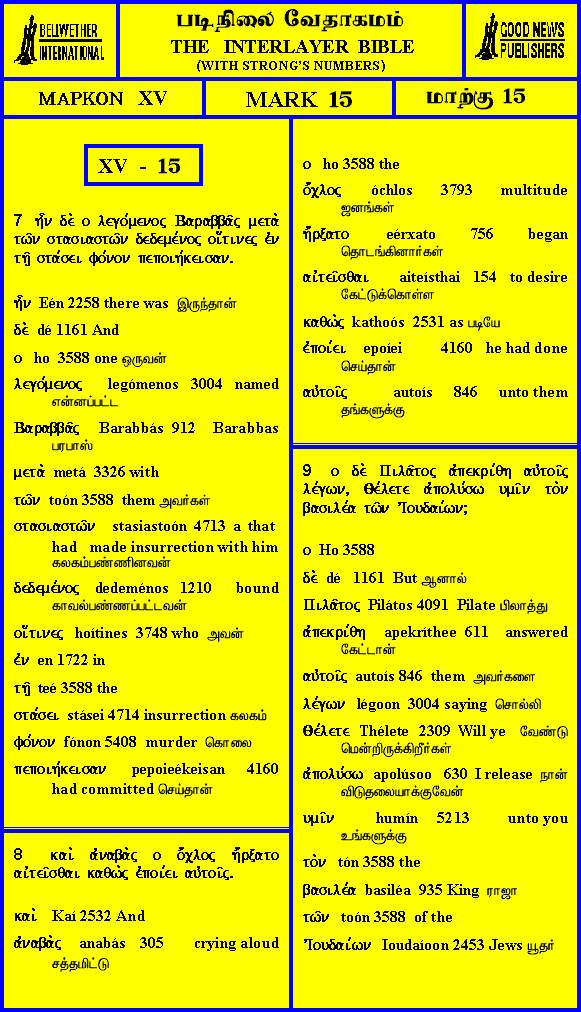 BELLWETHER
INTERNATIONAL
படிநிலை வேதாகமம்
THE INTERLAYER BIBLE
(WITH STRONG'S NUMBERS)
GOOD NEWS
PUBLISHERS
ΜΑΡΚΟΝ XV
MARK 15
மாற்கு 15
XV - 15
7 ἦν δὲ ο λεγόμενος Βαραββᾶς μετὰ
τῶν στασιαστῶν δεδεμένος οἵτινες ἐν
τῇ στάσει φόνον πεποιήκεισαν.
ἦν Eén 2258 there was இருந்தான்
δὲ dé 1161 And
ο ho 3588 one ஒருவன்
λεγόμενος legómenos 3004 named
என்னப்பட்ட
Βαραββᾶς Barabbás 912 Barabbas
பரபாஸ்
μετὰ metá 3326 with
τῶν toón 3588 them அவர்கள்
στασιαστῶν stasiastoón 4713 a that
had made insurrection with him
கலகம்பண்ணினவன்
δεδεμένος dedeménos 1210 bound
காவல்பண்ணப்பட்டவன்
οἵτινες hoítines 3748 who அவன்
ἐν en 1722 in
τῇ teé 3588 the
στάσει stásei 4714 insurrection கலகம்
φόνον fónon 5408 murder கொலை
πεποιήκεισαν pepoieékeisan 4160
had committed செய்தான்
8 καὶ ἀναβὰς ο ὄχλος ἤρξατο
αἰτεῖσθαι καθὼς ἐποίει αὐτοῖς.
καὶ Kaí 2532 And
ἀναβὰς anabás 305 crying aloud
சத்தமிட்டு
ο ho 3588 the
ὄχλος óchlos 3793 multitude
ஜனங்கள்
ἤρξατο eérxato 756 began
தொடங்கினார்கள்
αἰτεῖσθαι aiteísthai 154 to desire
கேட்டுக்கொள்ள
καθὼς kathoós 2531 as படியே
ἐποίει epoíei 4160 he had done
செய்தான்
αὐτοῖς autoís 846 unto them
தங்களுக்கு
9 ο δὲ Πιλᾶτος ἀπεκρίθη αὐτοῖς
λέγων, Θέλετε ἀπολύσω υμῖν τὸν
βασιλέα τῶν Ἰουδαίων;
ο Ho 3588
δὲ dé 1161 But ஆனால்
Πιλᾶτος Pilátos 4091 Pilate பிலாத்து
ἀπεκρίθη apekríthee 611 answered
கேட்டான்
αὐτοῖς autoís 846 them அவர்களை
λέγων légoon 3004 saying சொல்லி
Θέλετε Thélete 2309 Will ye வேண்டு
மென்றிருக்கிறீர்கள்
ἀπολύσω apolúsoo 630 I release நான்
விடுதலையாக்குவேன்
υμῖν humín 5213 unto you
உங்களுக்கு
τὸν tón 3588 the
βασιλέα basiléa 935 King ராஜா
τῶν toón 3588 of the
Ἰουδαίων Ioudaíoon 2453 Jews யூதர்